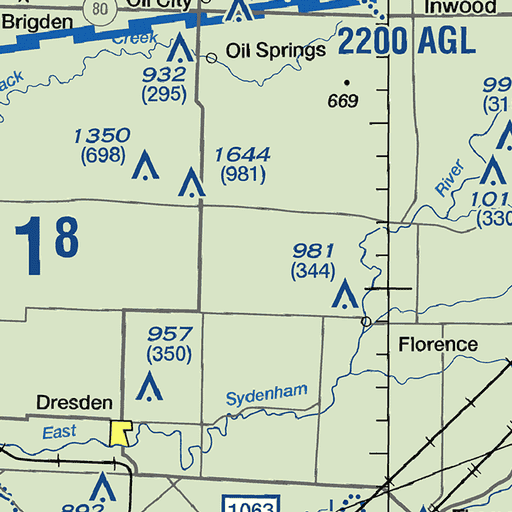 Oil City
Inwood
Brigden
80
Creek
Oil Springs
2200 AGL
932
(295)
669
1350
(698)
1644
(981)
River
18
981
(344)
957
(350)
Florence
Dresden
Sydenham
East
1063